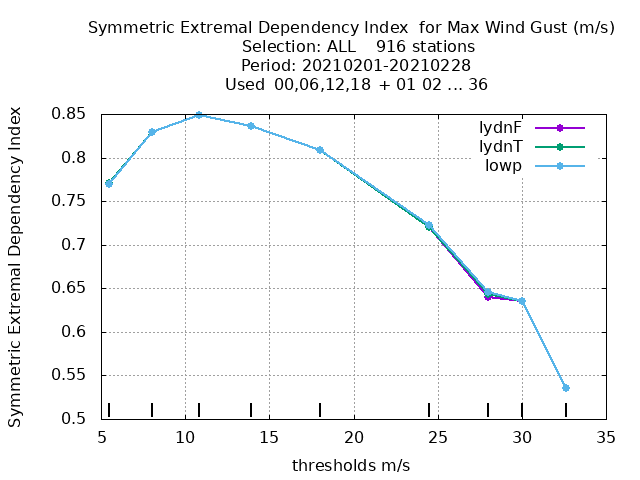 Symmetric Extremal Dependency Index  for Max Wind Gust (m/s)
Selection: ALL    916 stations
Period: 20210201-20210228
Used  00,06,12,18  + 01 02 ... 36
Symmetric Extremal Dependency Index
0.85
0.8
0.75
0.7
0.65
0.6
0.55
0.5
lydnF
lydnT
lowp
5 10 15 20 25 30 35
thresholds m/s